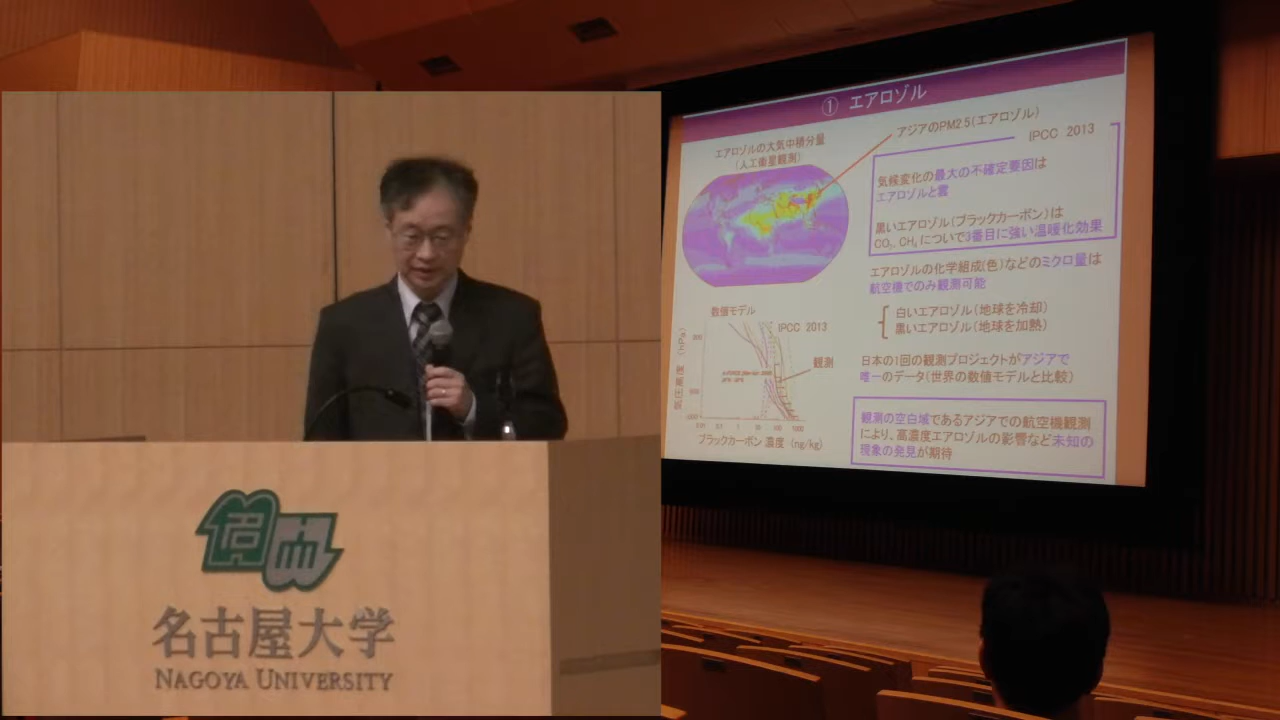 ① エアロゾル
エアロゾルの大気中積分量
(人工衛星観測)
アジアのPM2.5(エアロゾル)
IPCC 2013
気候変化の最大の不確定要因は
エアロゾルと雲
黒いエアロゾル(ブラックカーボン)は
CO₂, CH₄ についで3番目に強い温暖化効果
エアロゾルの化学組成(色)などのミクロ量は
航空機でのみ観測可能
白いエアロゾル(地球を冷却)
黒いエアロゾル(地球を加熱)
日本の1回の観測プロジェクトがアジアで
唯一のデータ(世界の数値モデルと比較)
観測の空白域であるアジアでの航空機観測
により、高濃度エアロゾルの影響など未知の
現象の発見が期待
数値モデル
IPCC 2013
観測
気圧高度 (hPa)
ブラックカーボン 濃度 (ng/kg)
名古屋大学
NAGOYA UNIVERSITY